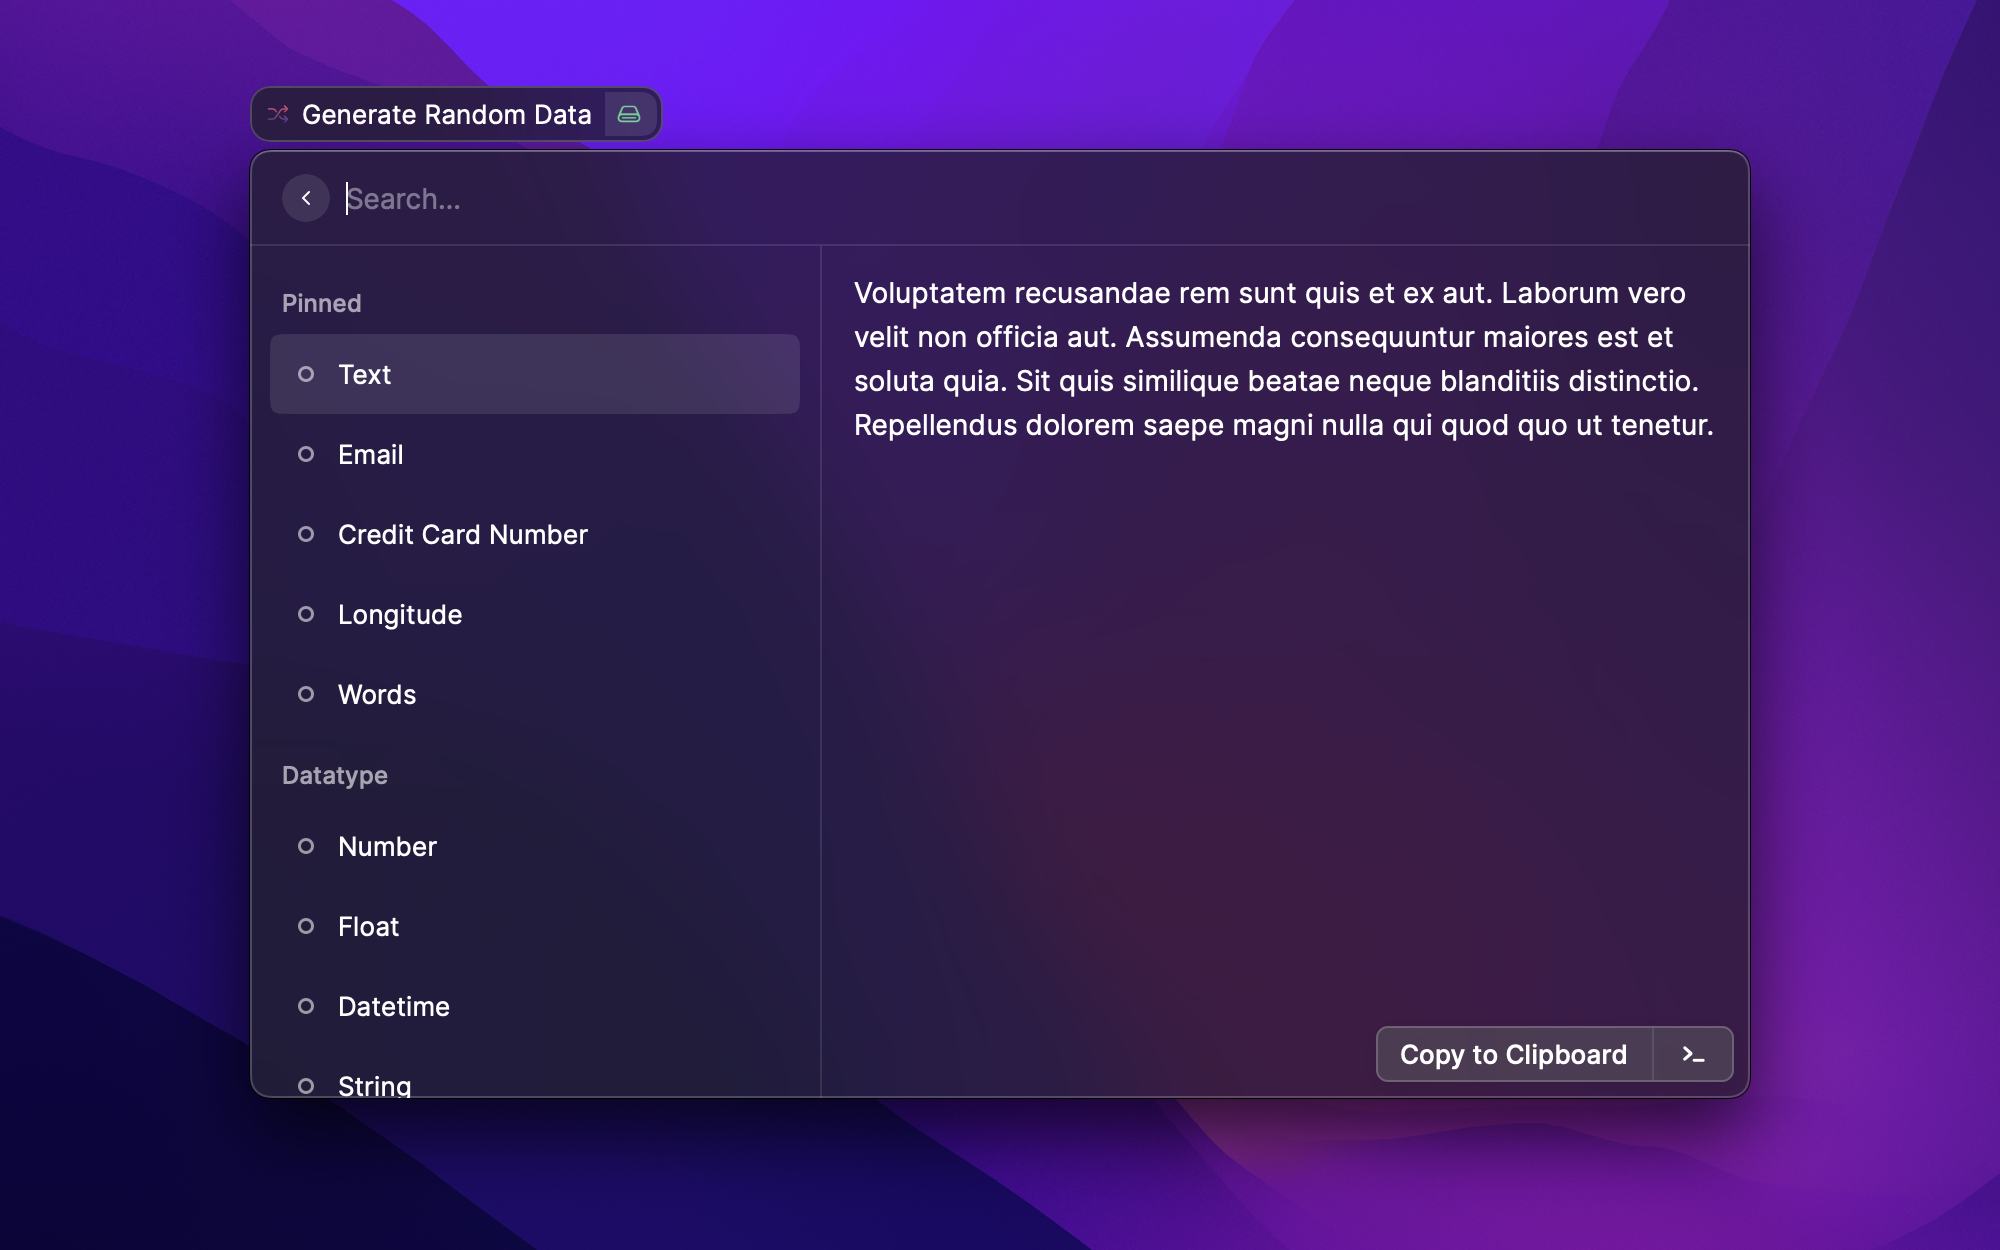 Generate Random Data
Search...
Pinned
Text
Email
Credit Card Number
Longitude
Words
Datatype
Number
Float
Datetime
String
Voluptatem recusandae rem sunt quis et ex aut. Laborum vero
velit non officia aut. Assumenda consequuntur maiores est et
soluta quia. Sit quis similique beatae neque blanditiis distinctio.
Repellendus dolorem saepe magni nulla qui quod quo ut tenetur.
Copy to Clipboard